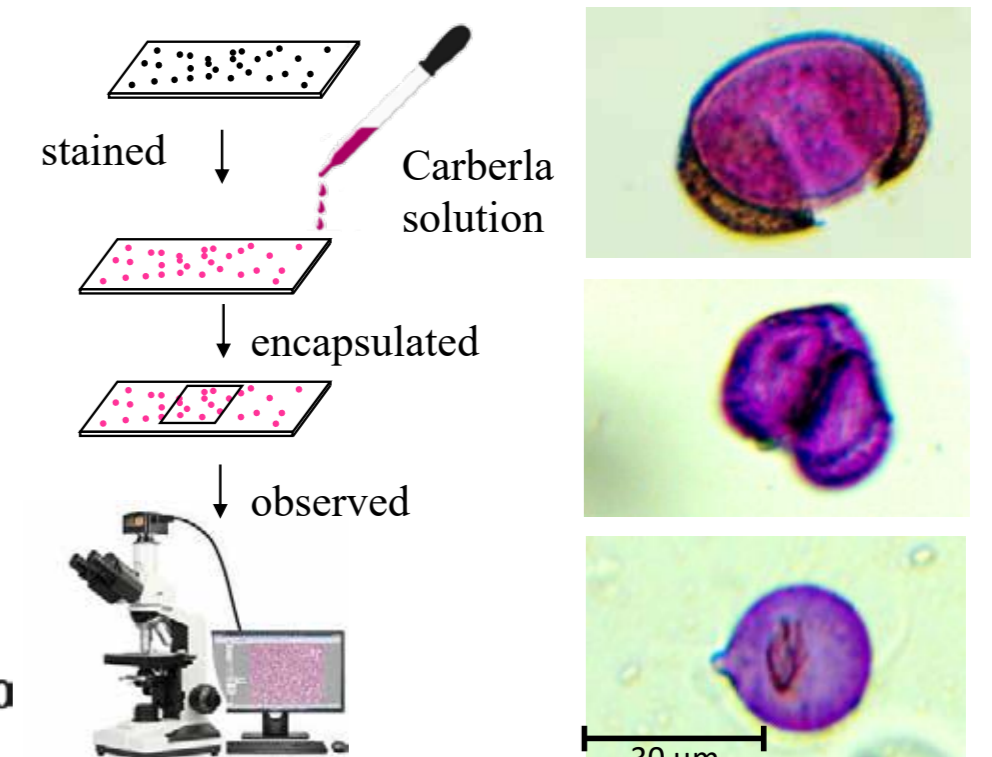 stained
Carberla
solution
encapsulated
observed